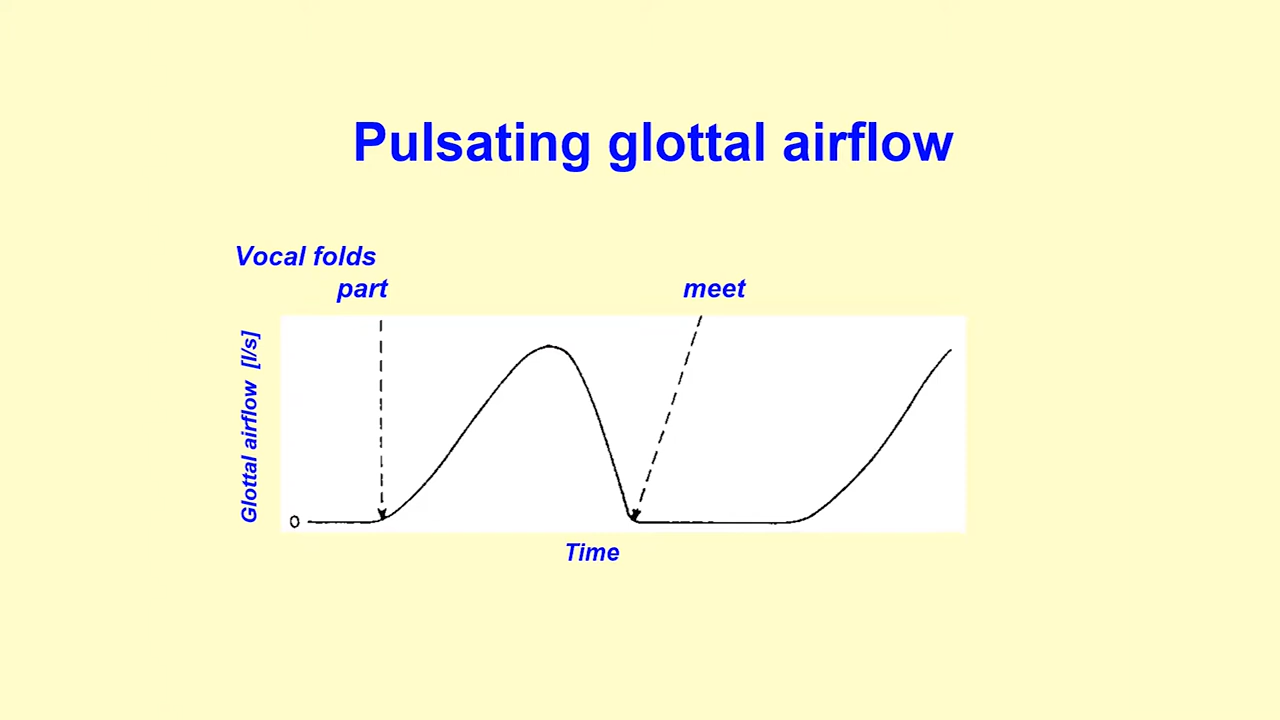 Pulsating glottal airflow
Vocal folds
part
meet
Glottal airflow [l/s]
0
Time